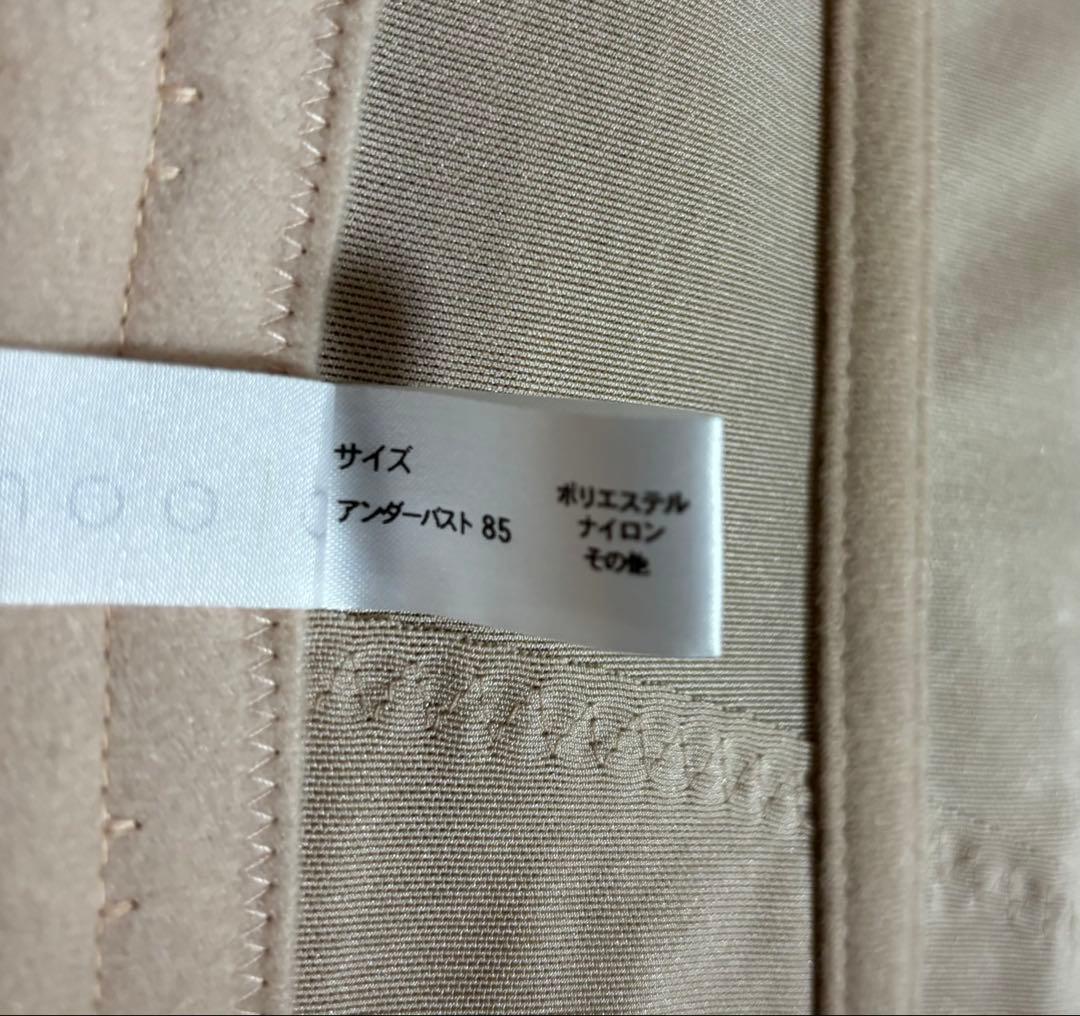 サイズ
アンダーバスト 85
ポリエステル
ナイロン
その他